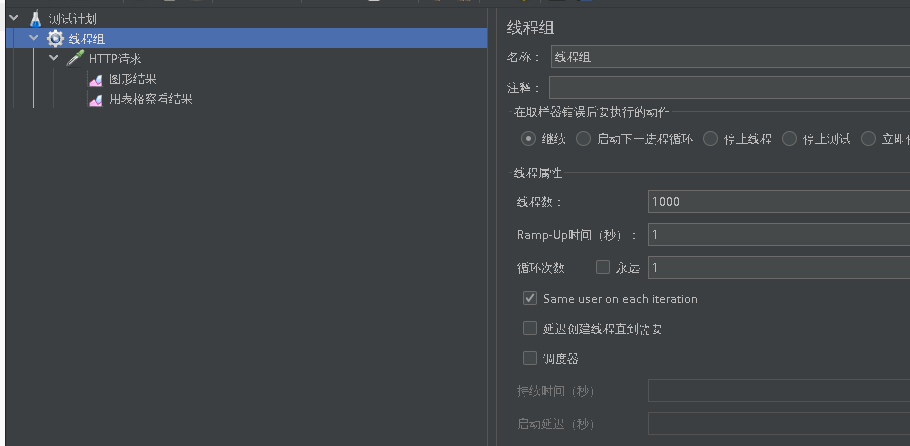 测试计划
线程组
HTTP请求
图形结果
用表格察看结果
线程组
名称： 线程组
注释：
在取样器错误后要执行的动作
继续 启动下一进程循环 停止线程 停止测试 立即
线程属性
线程数： 1000
Ramp-Up时间（秒）： 1
循环次数 永远 1
Same user on each iteration
延迟创建线程直到需要
调度器
持续时间（秒）
启动延迟（秒）